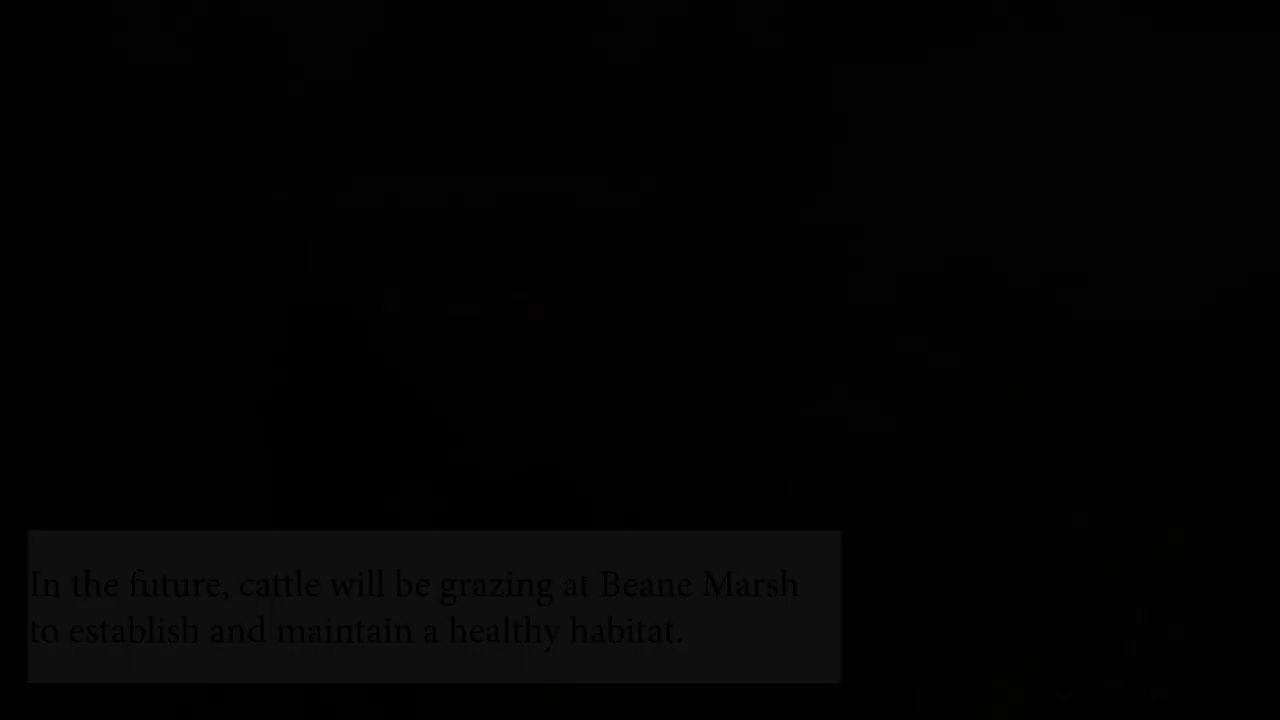 In the future, cattle will be grazing at Beane Marsh
to establish and maintain a healthy habitat.